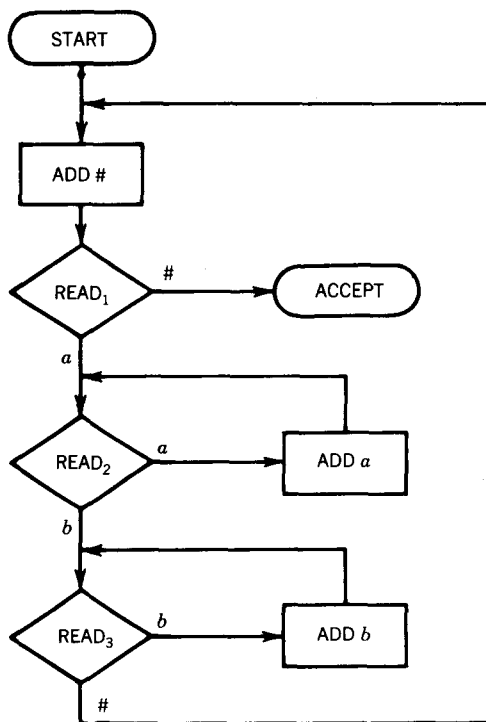 START
ADD #
READ₁
#
ACCEPT
a
READ₂
a
ADD a
b
READ₃
b
ADD b
#